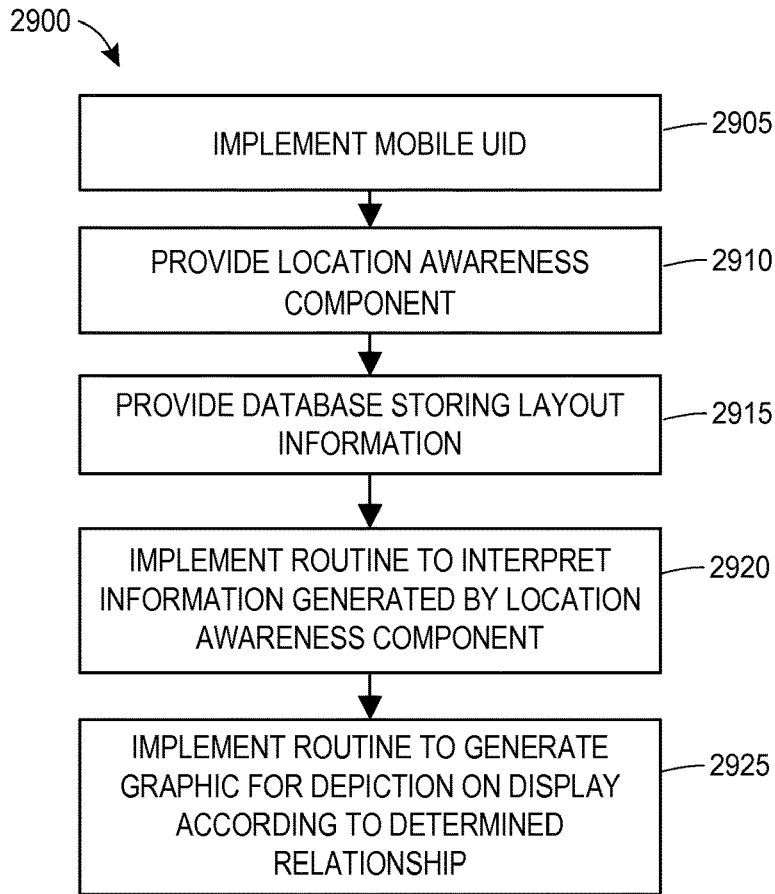 2900
IMPLEMENT MOBILE UID
2905
PROVIDE LOCATION AWARENESS
COMPONENT
2910
PROVIDE DATABASE STORING LAYOUT
INFORMATION
2915
IMPLEMENT ROUTINE TO INTERPRET
INFORMATION GENERATED BY LOCATION
AWARENESS COMPONENT
2920
IMPLEMENT ROUTINE TO GENERATE
GRAPHIC FOR DEPICTION ON DISPLAY
ACCORDING TO DETERMINED
RELATIONSHIP
2925